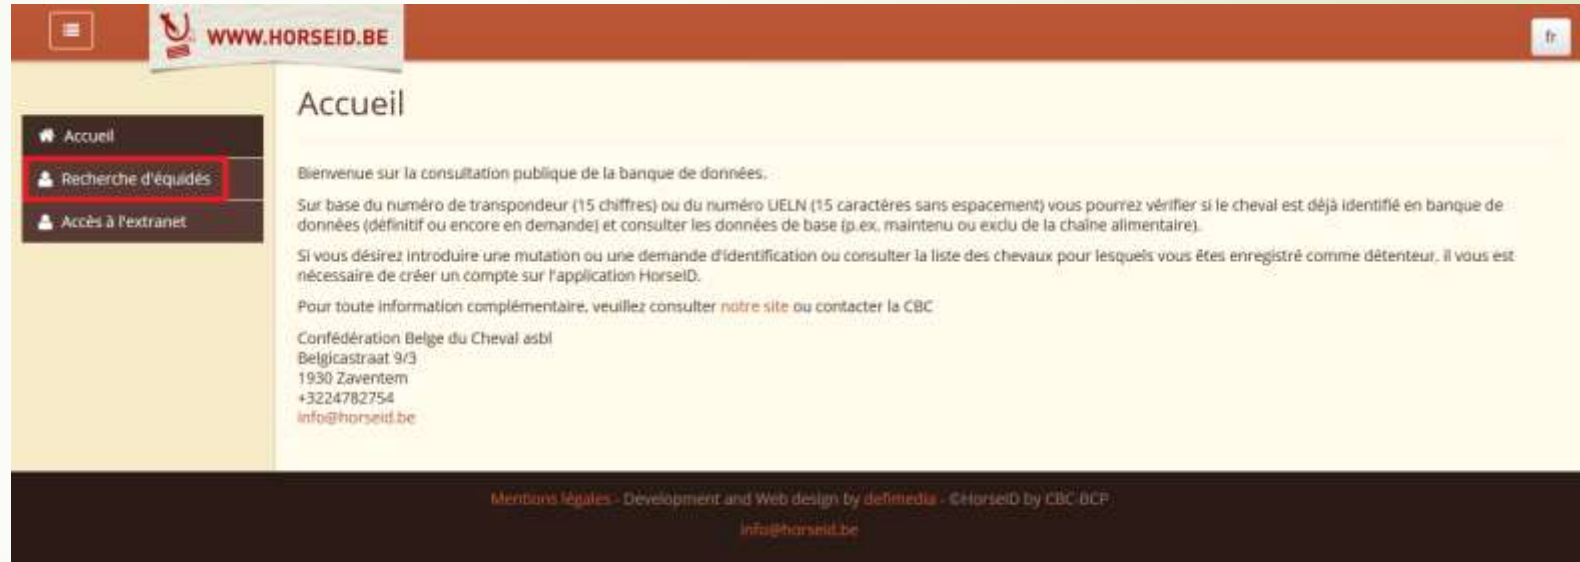 WWW.HORSEID.BE
fr
Accueil
Recherche d'équidés
Accès à l'extranet
Accueil
Bienvenue sur la consultation publique de la banque de données.
Sur base du numéro de transpondeur (15 chiffres) ou du numéro UELN (15 caractères sans espacement) vous pourrez vérifier si le cheval est déjà identifié en banque de
données (définitif ou encore en demande) et consulter les données de base (p.ex. maintenu ou exclu de la chaîne alimentaire).
Si vous désirez introduire une mutation ou une demande d'identification ou consulter la liste des chevaux pour lesquels vous êtes enregistré comme détenteur, il vous est
nécessaire de créer un compte sur l'application HorseID.
Pour toute information complémentaire, veuillez consulter notre site ou contacter la CBC
Confédération Belge du Cheval asbl
Belgicastraat 9/3
1930 Zaventem
+3224782754
info@horseid.be
Mentions légales - Development and Web design by defimedia - ©HorseID by CBC-BCP
info@horseid.be